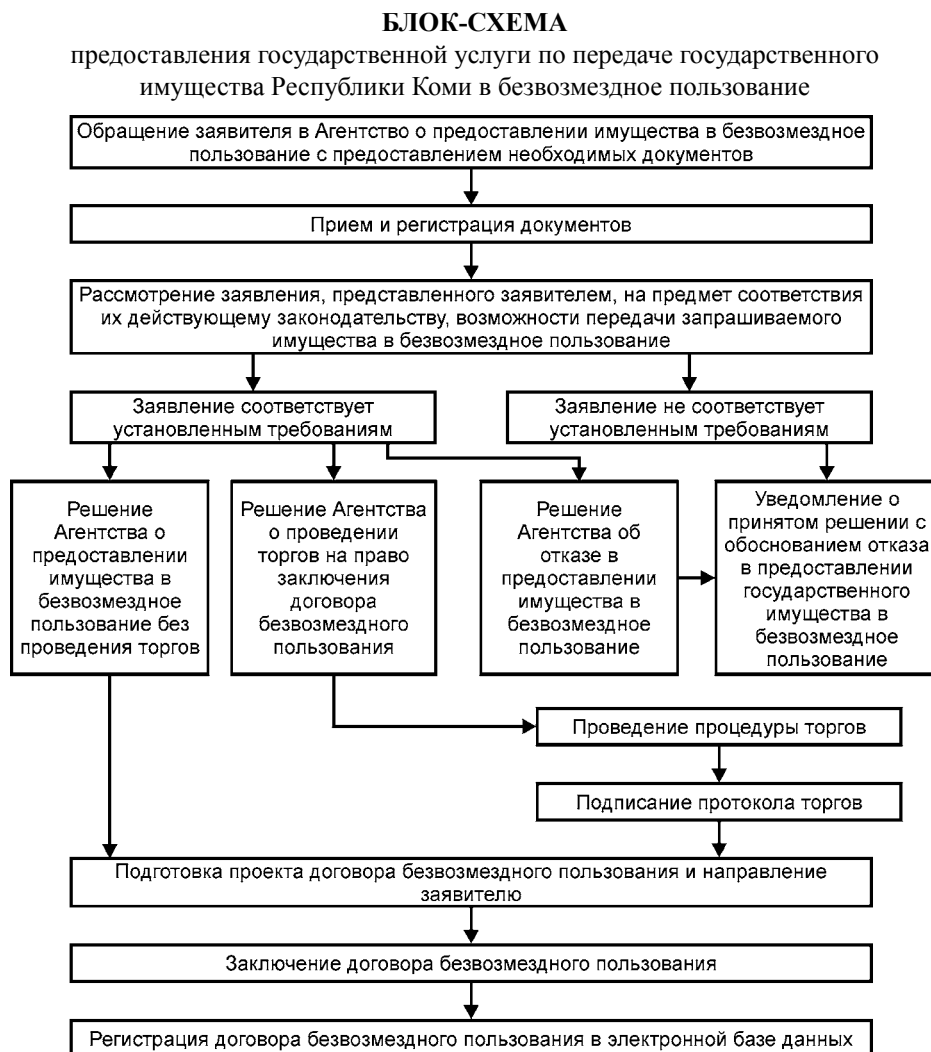 БЛОК-СХЕМА
предоставления государственной услуги по передаче государственного
имущества Республики Коми в безвозмездное пользование
Обращение заявителя в Агентство о предоставлении имущества в безвозмездное
пользование с предоставлением необходимых документов
Прием и регистрация документов
Рассмотрение заявления, представленного заявителем, на предмет соответствия
их действующему законодательству, возможности передачи запрашиваемого
имущества в безвозмездное пользование
Заявление соответствует
установленным требованиям
Заявление не соответствует
установленным требованиям
Решение
Агентства о
предоставлении
имущества в
безвозмездное
пользование без
проведения торгов
Решение Агентства
о проведении
торгов на право
заключения
договора
безвозмездного
пользования
Решение
Агентства об
отказе в
предоставлении
имущества в
безвозмездное
пользование
Уведомление о
принятом решении с
обоснованием отказа
в предоставлении
государственного
имущества в
безвозмездное
пользование
Проведение процедуры торгов
Подписание протокола торгов
Подготовка проекта договора безвозмездного пользования и направление
заявителю
Заключение договора безвозмездного пользования
Регистрация договора безвозмездного пользования в электронной базе данных